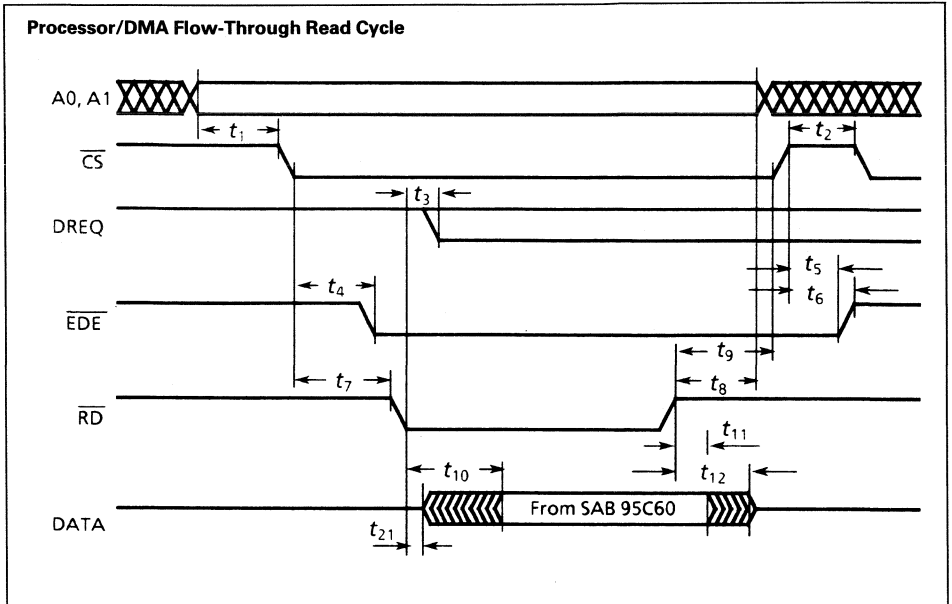 Processor/DMA Flow-Through Read Cycle
A0, A1
t1
t2
CS
t3
DREQ
t5
t4
t6
EDE
t9
t7
t8
RD
t11
t10
t12
From SAB 95C60
DATA
t21